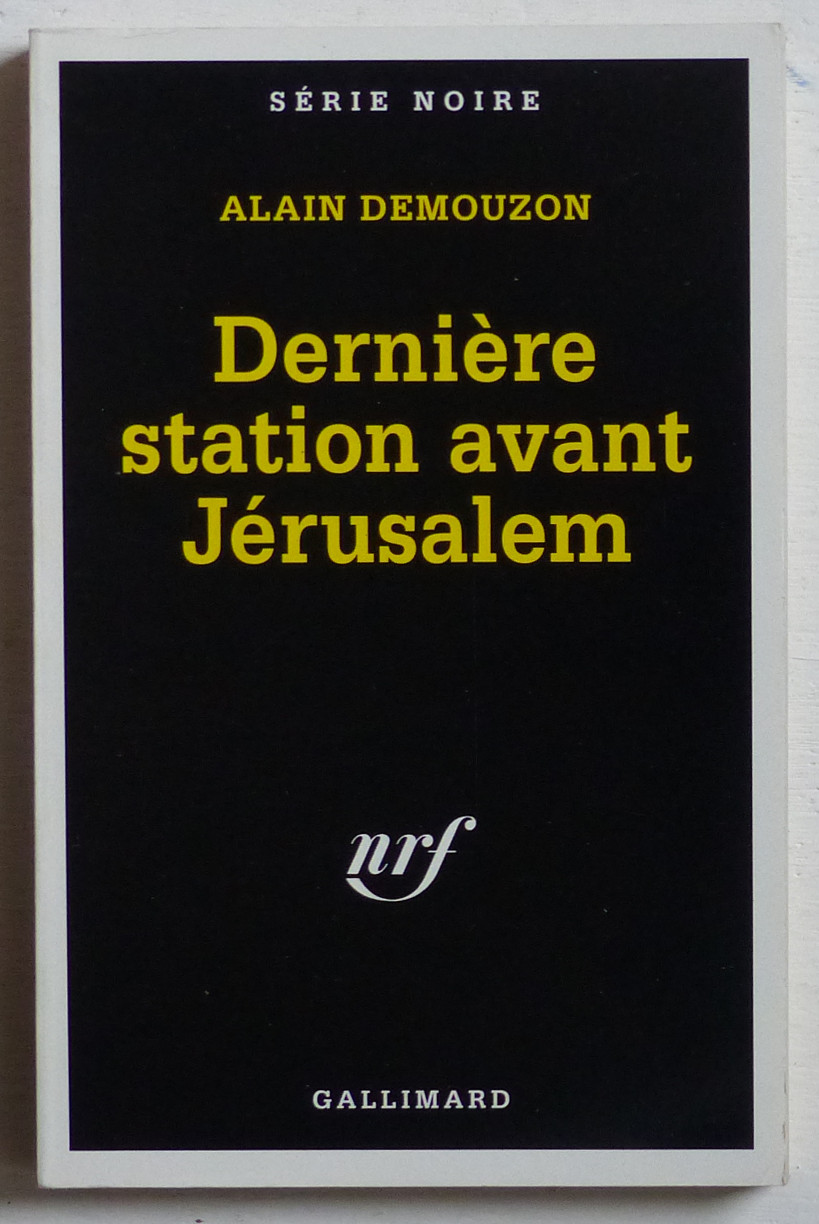 SÉRIE NOIRE
ALAIN DEMOUZON
Dernière
station avant
Jérusalem
nrf
GALLIMARD